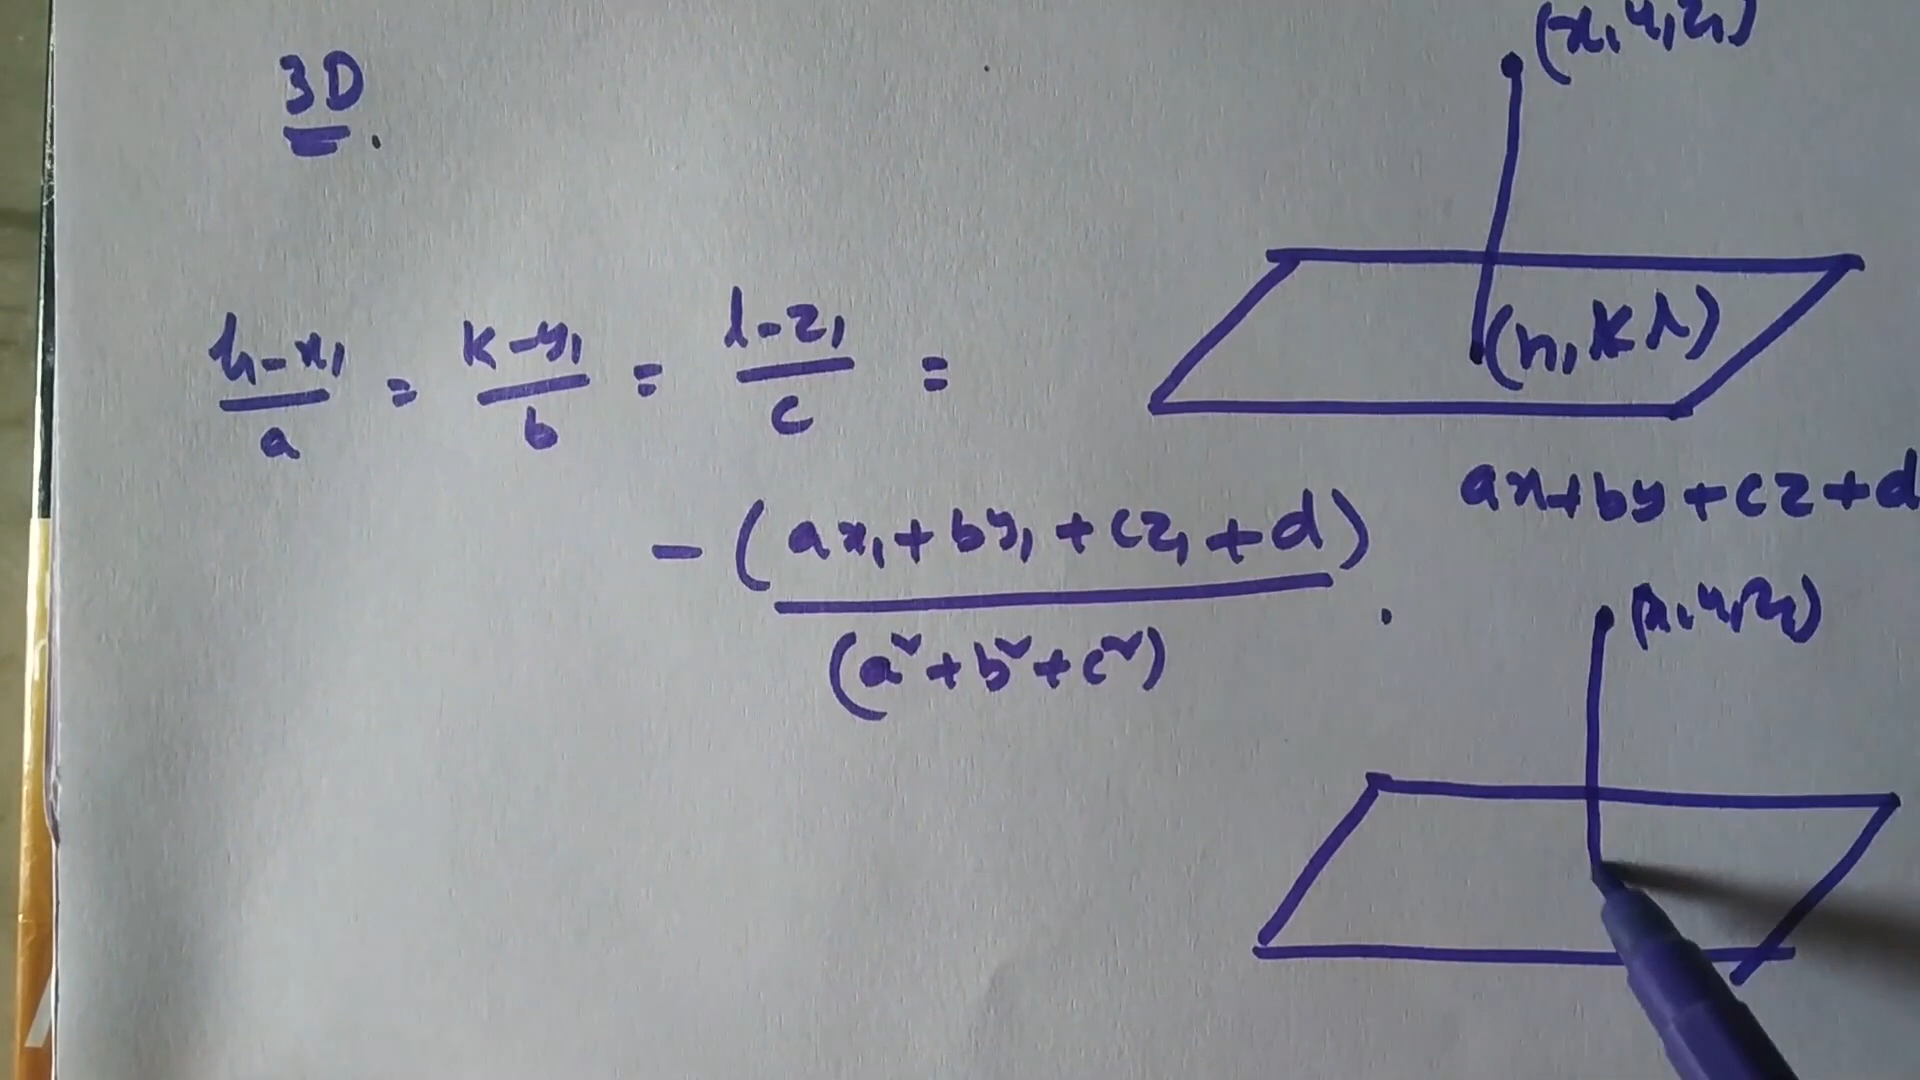 3D
(x₁ y₁ z₁)
(h, k λ)
h-x₁/a = k-y₁/b = λ-z₁/c =
ax+by+cz+d
-(ax₁+by₁+cz₁+d)/(a²+b²+c²)
(x₁ y₁ z₁)